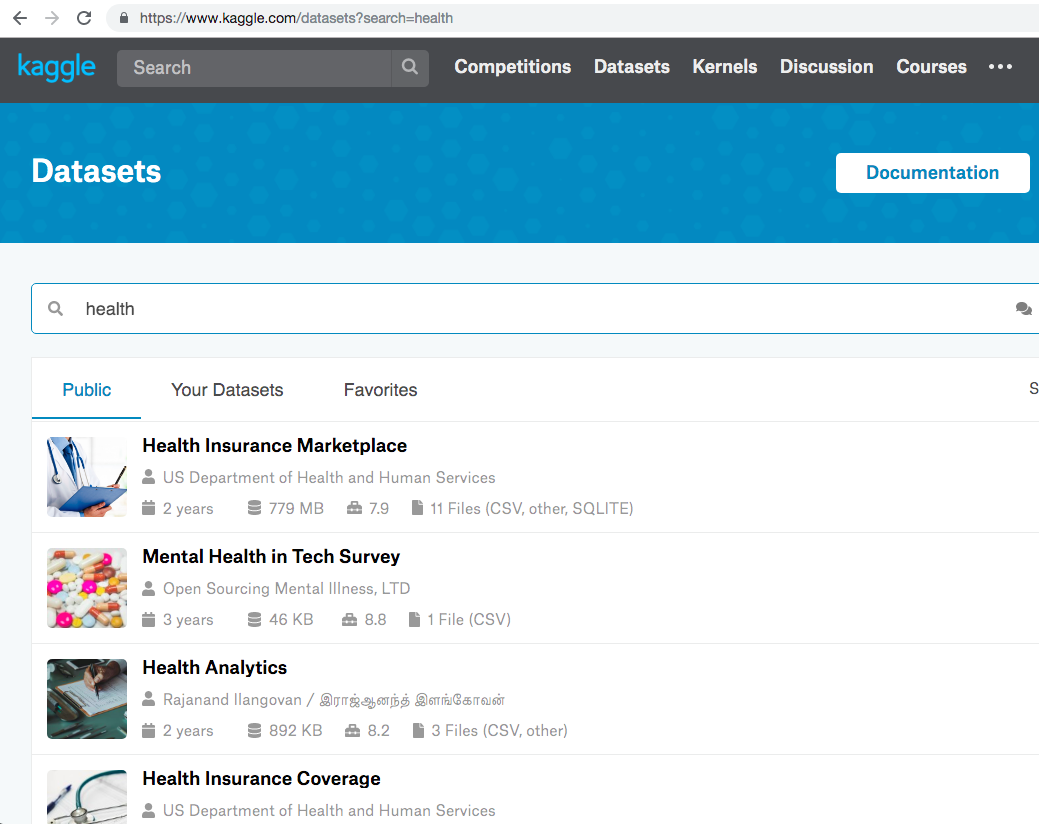 https://www.kaggle.com/datasets?search=health
kaggle Search Competitions Datasets Kernels Discussion Courses
Datasets
Documentation
health
Public Your Datasets Favorites S
Health Insurance Marketplace
US Department of Health and Human Services
2 years 779 MB 7.9 11 Files (CSV, other, SQLITE)
Mental Health in Tech Survey
Open Sourcing Mental Illness, LTD
3 years 46 KB 8.8 1 File (CSV)
Health Analytics
Rajanand Ilangovan / இராஜ்ஆனந்த் இளங்கோவன்
2 years 892 KB 8.2 3 Files (CSV, other)
Health Insurance Coverage
US Department of Health and Human Services